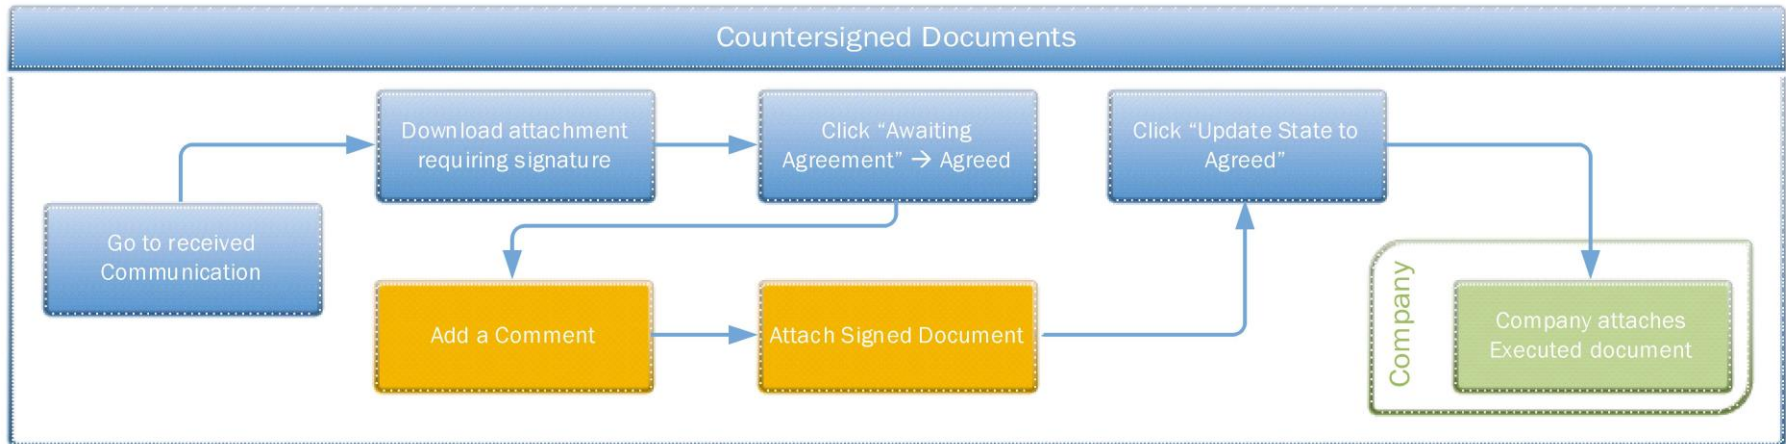 Countersigned Documents
Go to received
Communication
Download attachment
requiring signature
Click “Awaiting
Agreement” → Agreed
Add a Comment
Attach Signed Document
Click “Update State to
Agreed”
Company
Company attaches
Executed document